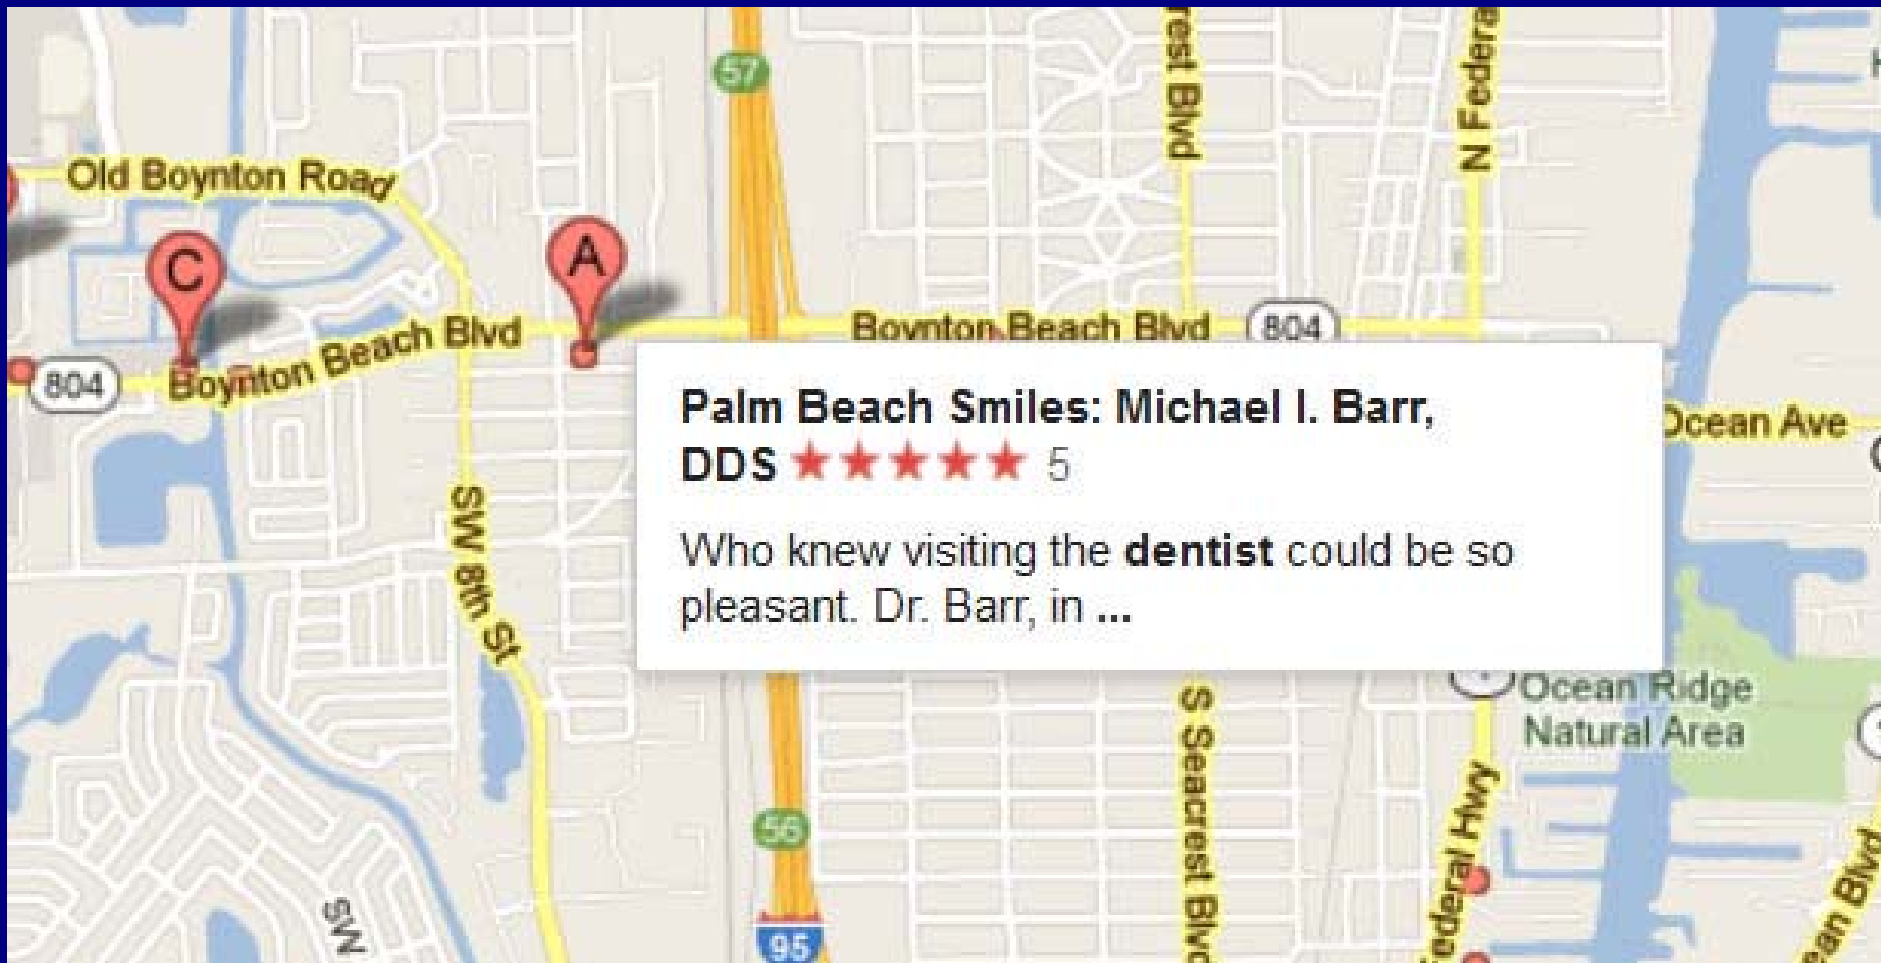 57
rest Blvd
N Federa
Old Boynton Road
C
A
Boynton Beach Blvd
804
Boynton Beach Blvd
804
Palm Beach Smiles: Michael I. Barr,
DDS ★★★★★ 5
Ocean Ave
Who knew visiting the dentist could be so
pleasant. Dr. Barr, in ...
SW 8th St
Ocean Ridge
Natural Area
S Seacrest Blvd
56
Federal Hwy
SW
95
ean Blvd